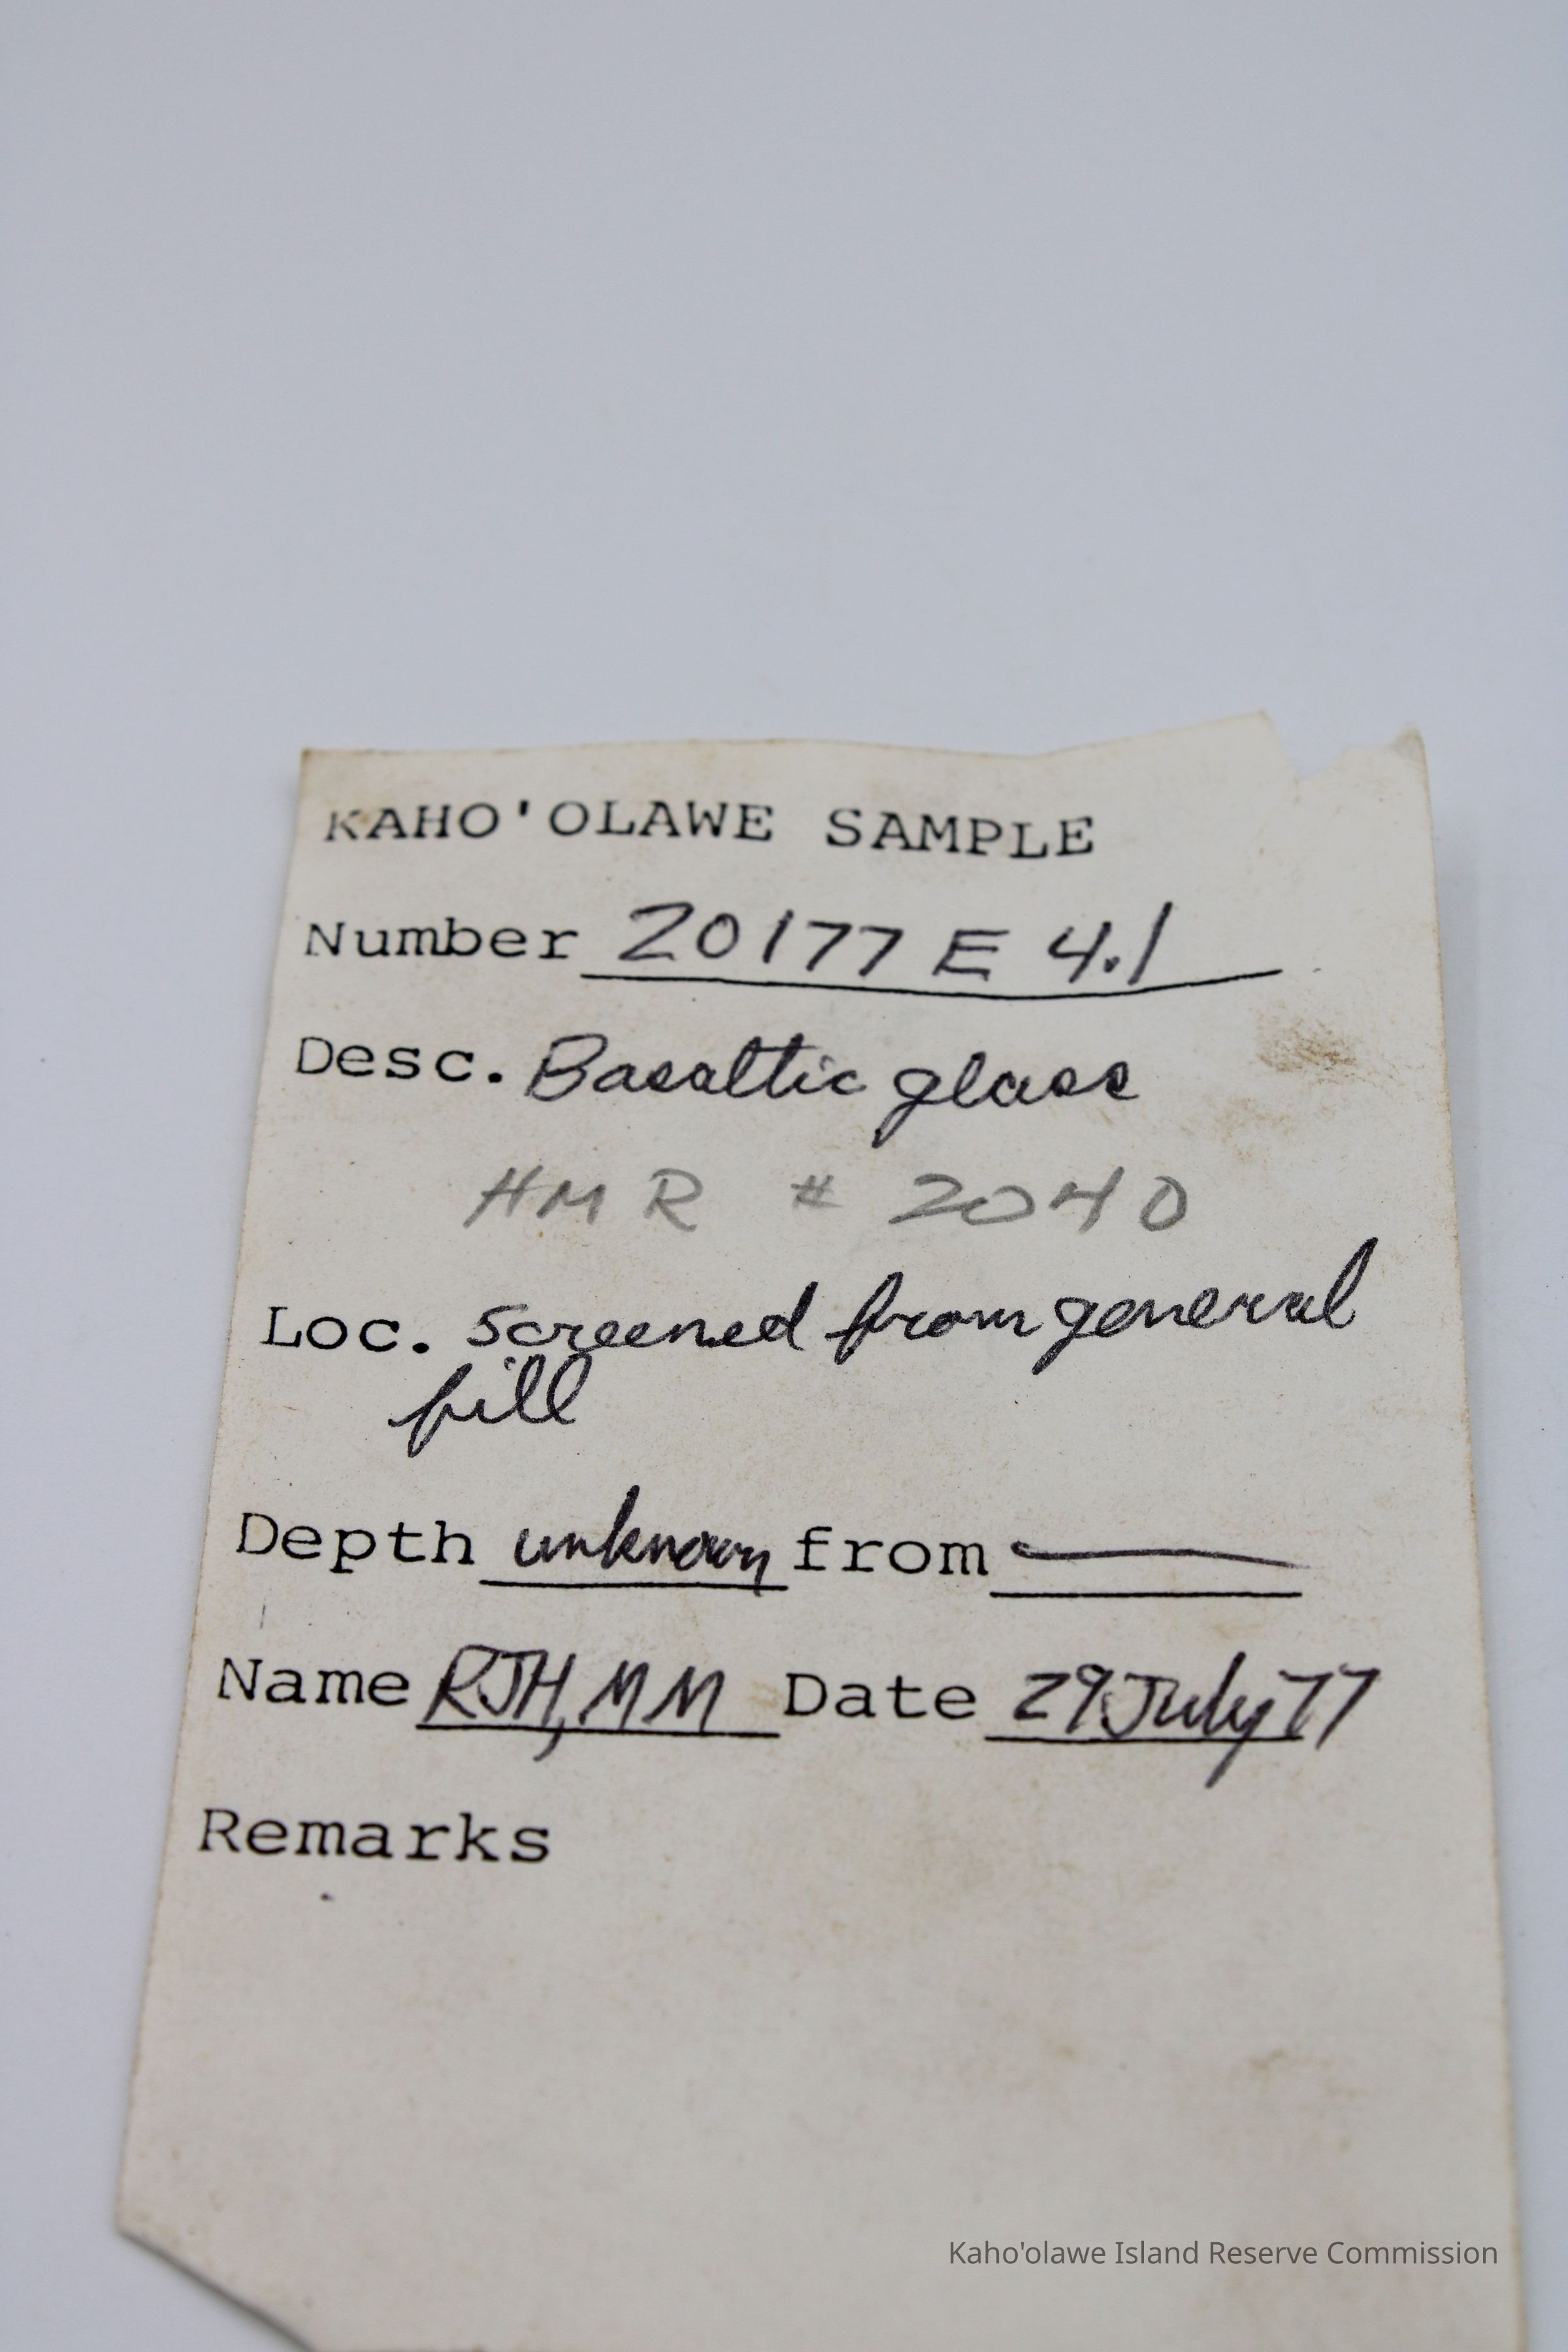 KAHO'OLAWE SAMPLE
Number 20177 E 4.1
Desc. Basaltic glass
HMR # 2040
Loc. screened from general
fill
Depth unknown from —
Name RJH, MM Date 29 July 77
Remarks
Kaho'olawe Island Reserve Commission